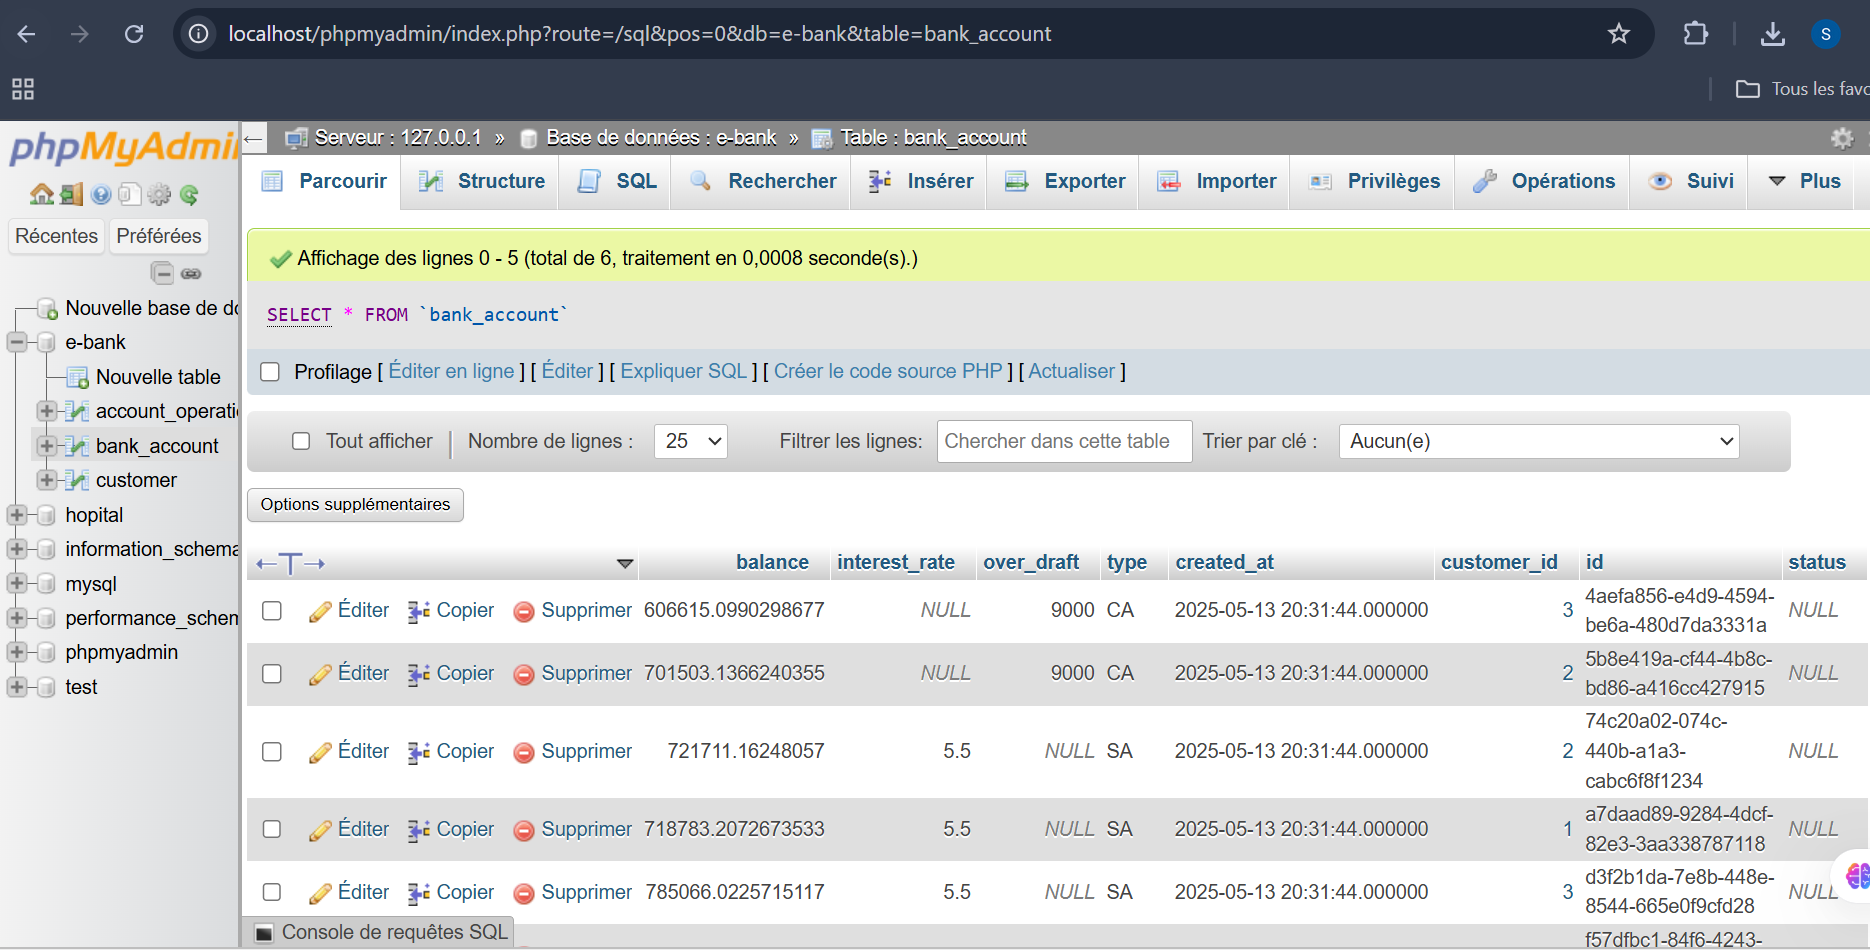 localhost/phpmyadmin/index.php?route=/sql&pos=0&db=e-bank&table=bank_account
S
Tous les favo
phpMyAdmin
Récentes
Préférées
Nouvelle base de do
e-bank
Nouvelle table
account_operati
bank_account
customer
hopital
information_schema
mysql
performance_schem
phpmyadmin
test
Serveur : 127.0.0.1 » Base de données : e-bank » Table : bank_account
Parcourir Structure SQL Rechercher Insérer Exporter Importer Privilèges Opérations Suivi Plus
Affichage des lignes 0 - 5 (total de 6, traitement en 0,0008 seconde(s).)
SELECT * FROM `bank_account`
Profilage [ Éditer en ligne ] [ Éditer ] [ Expliquer SQL ] [ Créer le code source PHP ] [ Actualiser ]
Tout afficher | Nombre de lignes : 25 Filtrer les lignes: Chercher dans cette table Trier par clé : Aucun(e)
Options supplémentaires
←T→ balance interest_rate over_draft type created_at customer_id id status
Éditer Copier Supprimer 606615.0990298677 NULL 9000 CA 2025-05-13 20:31:44.000000 3 4aefa856-e4d9-4594-
be6a-480d7da3331a NULL
Éditer Copier Supprimer 701503.1366240355 NULL 9000 CA 2025-05-13 20:31:44.000000 2 5b8e419a-cf44-4b8c-
bd86-a416cc427915 NULL
Éditer Copier Supprimer 721711.16248057 5.5 NULL SA 2025-05-13 20:31:44.000000 2 74c20a02-074c-
440b-a1a3-
cabc6f8f1234 NULL
Éditer Copier Supprimer 718783.2072673533 5.5 NULL SA 2025-05-13 20:31:44.000000 1 a7daad89-9284-4dcf-
82e3-3aa338787118 NULL
Éditer Copier Supprimer 785066.0225715117 5.5 NULL SA 2025-05-13 20:31:44.000000 3 d3f2b1da-7e8b-448e-
8544-665e0f9cfd28 NULL
f57dfbc1-84f6-4243-
Console de requêtes SQL